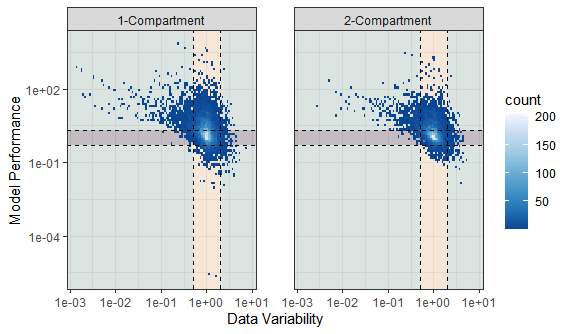 1-Compartment
2-Compartment
Model Performance
1e+02
1e-01
1e-04
1e-03 1e-02 1e-01 1e+00 1e+01
1e-03 1e-02 1e-01 1e+00 1e+01
Data Variability
count
200
150
100
50